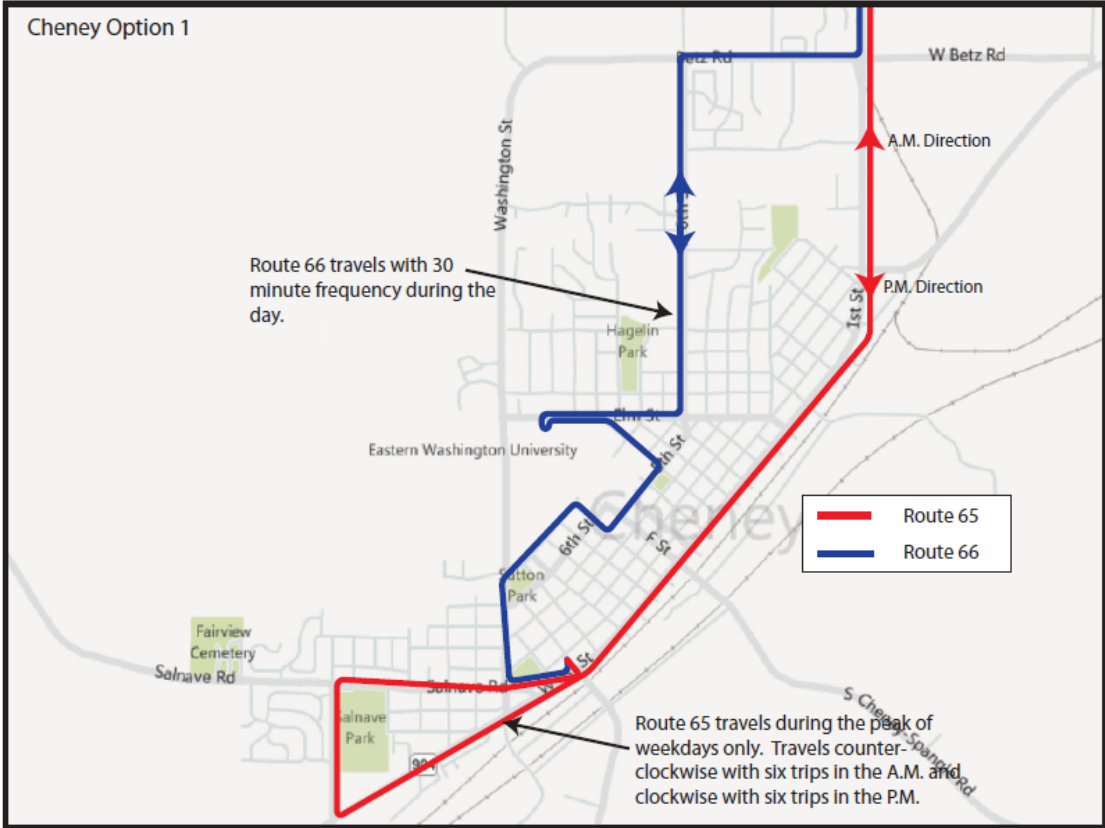 Cheney Option 1
Betz Rd
W Betz Rd
Washington St
A.M. Direction
Route 66 travels with 30
minute frequency during the
day.
P.M. Direction
1st St
Hagelin
Park
Elm St
Eastern Washington University
Cheney
Route 65
Route 66
6th St
F St
Sutton
Park
Fairview
Cemetery
St
Salnave Rd
Salnave Rd
Salnave
Park
904
S Cheney-Spangle Rd
Route 65 travels during the peak of
weekdays only. Travels counter-
clockwise with six trips in the A.M. and
clockwise with six trips in the P.M.